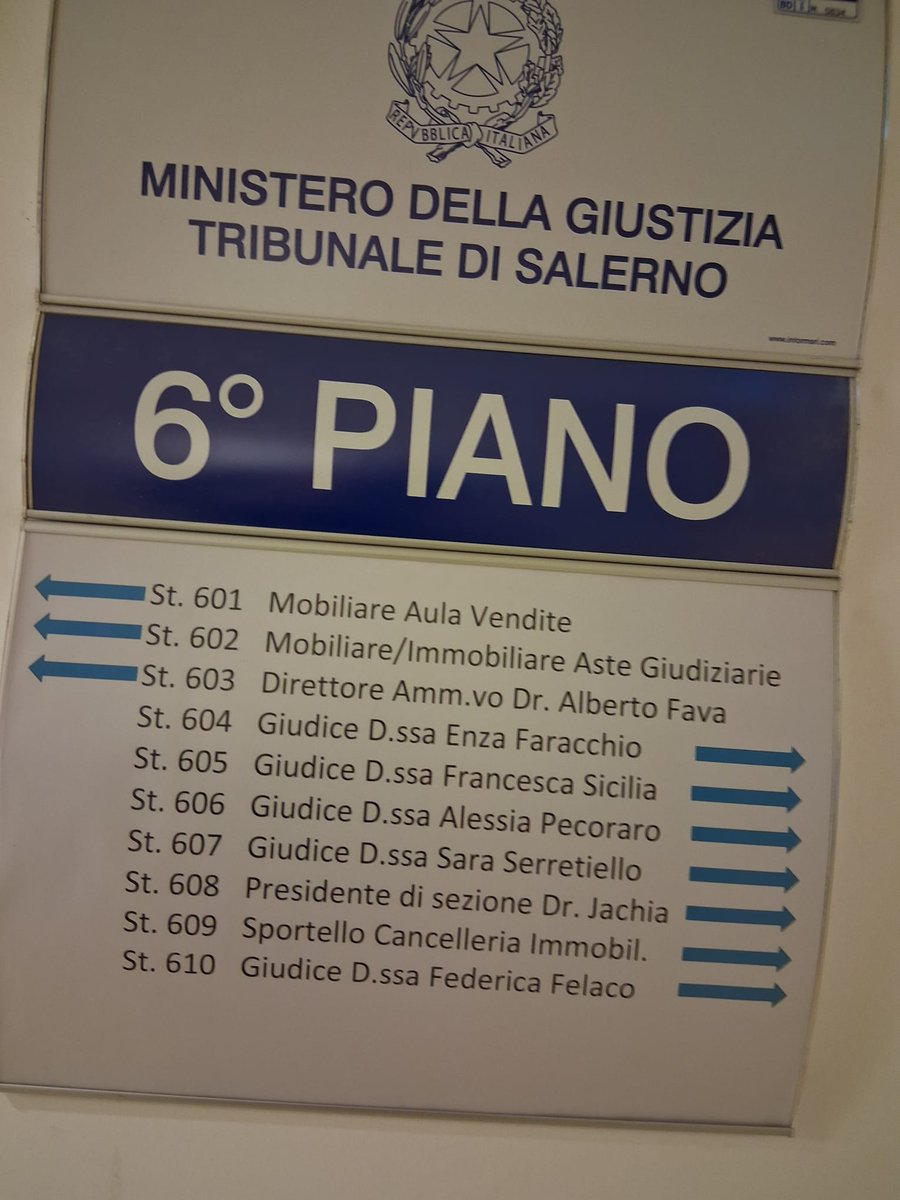 REPVBBLICA ITALIANA
MINISTERO DELLA GIUSTIZIA
TRIBUNALE DI SALERNO
www.informari.com
6° PIANO
St. 601 Mobiliare Aula Vendite
St. 602 Mobiliare/Immobiliare Aste Giudiziarie
St. 603 Direttore Amm.vo Dr. Alberto Fava
St. 604 Giudice D.ssa Enza Faracchio
St. 605 Giudice D.ssa Francesca Sicilia
St. 606 Giudice D.ssa Alessia Pecoraro
St. 607 Giudice D.ssa Sara Serretiello
St. 608 Presidente di sezione Dr. Jachia
St. 609 Sportello Cancelleria Immobil.
St. 610 Giudice D.ssa Federica Felaco